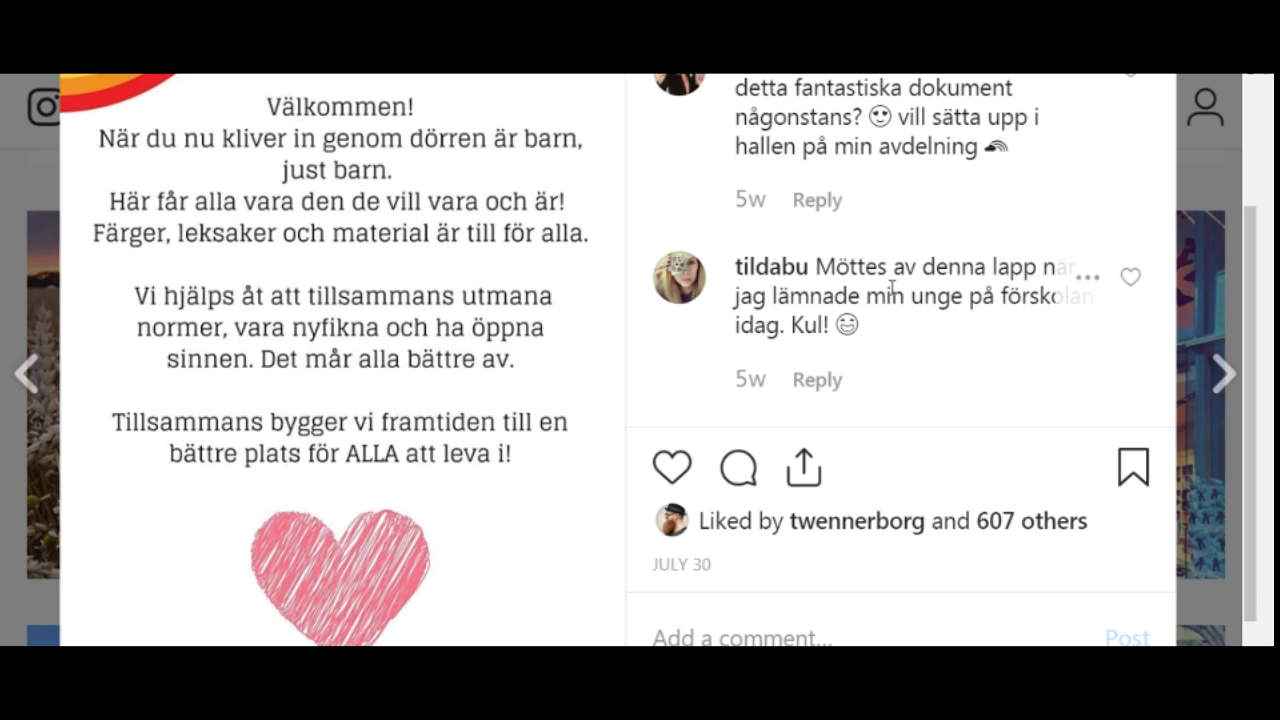 Välkommen!
När du nu kliver in genom dörren är barn,
just barn.
Här får alla vara den de vill vara och är!
Färger, leksaker och material är till för alla.
Vi hjälps åt att tillsammans utmana
normer, vara nyfikna och ha öppna
sinnen. Det mår alla bättre av.
Tillsammans bygger vi framtiden till en
bättre plats för ALLA att leva i!
detta fantastiska dokument
någonstans? 😍 vill sätta upp i
hallen på min avdelning 🌈
5w Reply
tildabu Möttes av denna lapp när
jag lämnade min unge på förskolan
idag. Kul! 😄
5w Reply
Liked by twennerborg and 607 others
JULY 30
Add a comment... Post